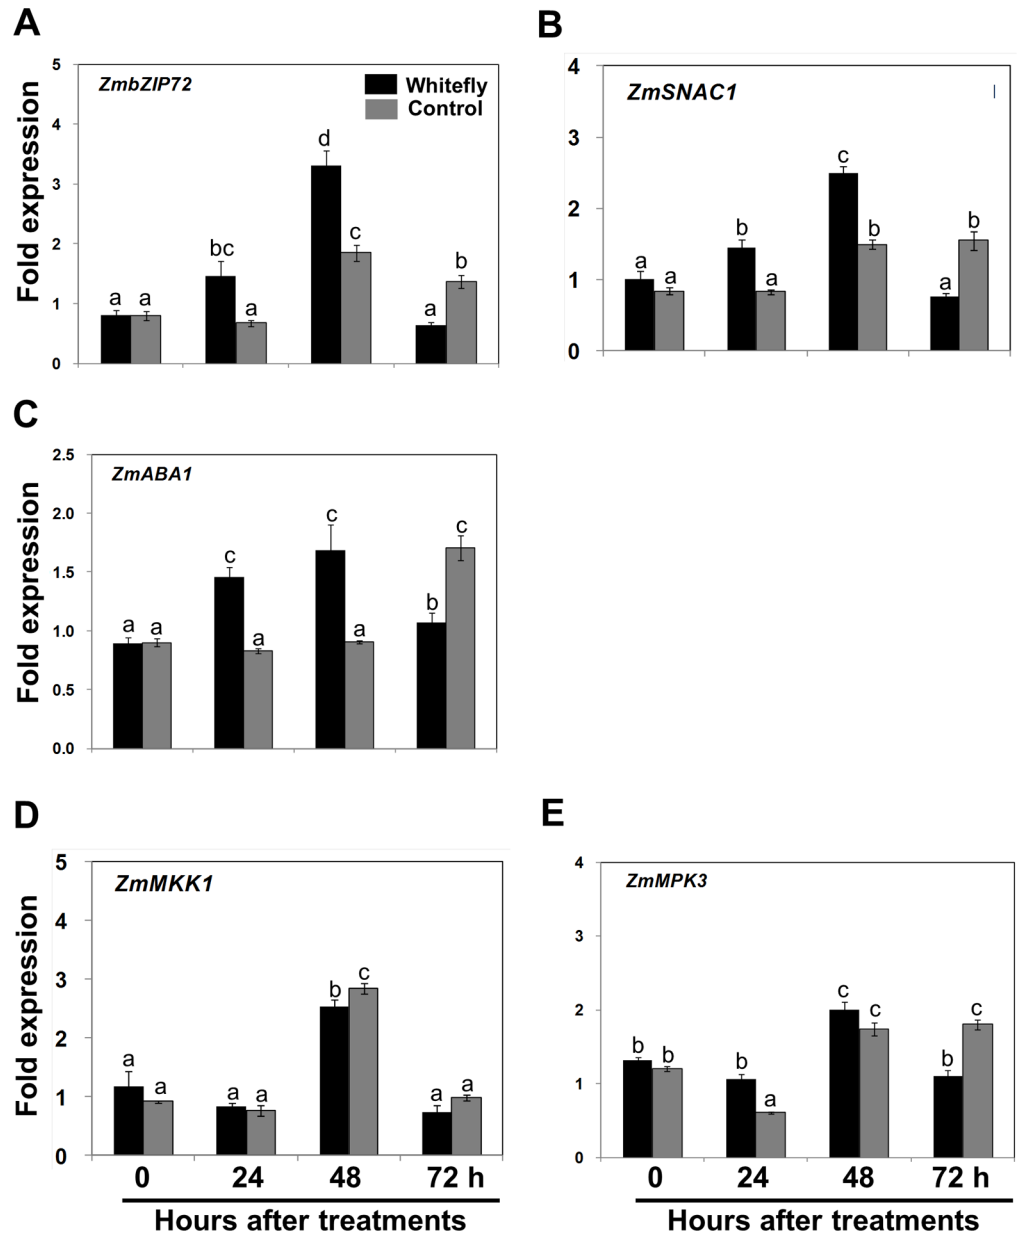 A
ZmbZIP72
Whitefly
Control
Fold expression
5
4
3
2
1
0
a
a
bc
a
d
c
a
b
B
ZmSNAC1
4
3
2
1
0
a
a
b
a
c
b
a
b
C
ZmABA1
Fold expression
2.5
2.0
1.5
1.0
0.5
0.0
a
a
c
a
c
a
b
c
D
ZmMKK1
Fold expression
5
4
3
2
1
0
a
a
a
a
b
c
a
a
0 24 48 72 h
Hours after treatments
E
ZmMPK3
4
3
2
1
0
b
b
b
a
c
c
b
c
0 24 48 72 h
Hours after treatments